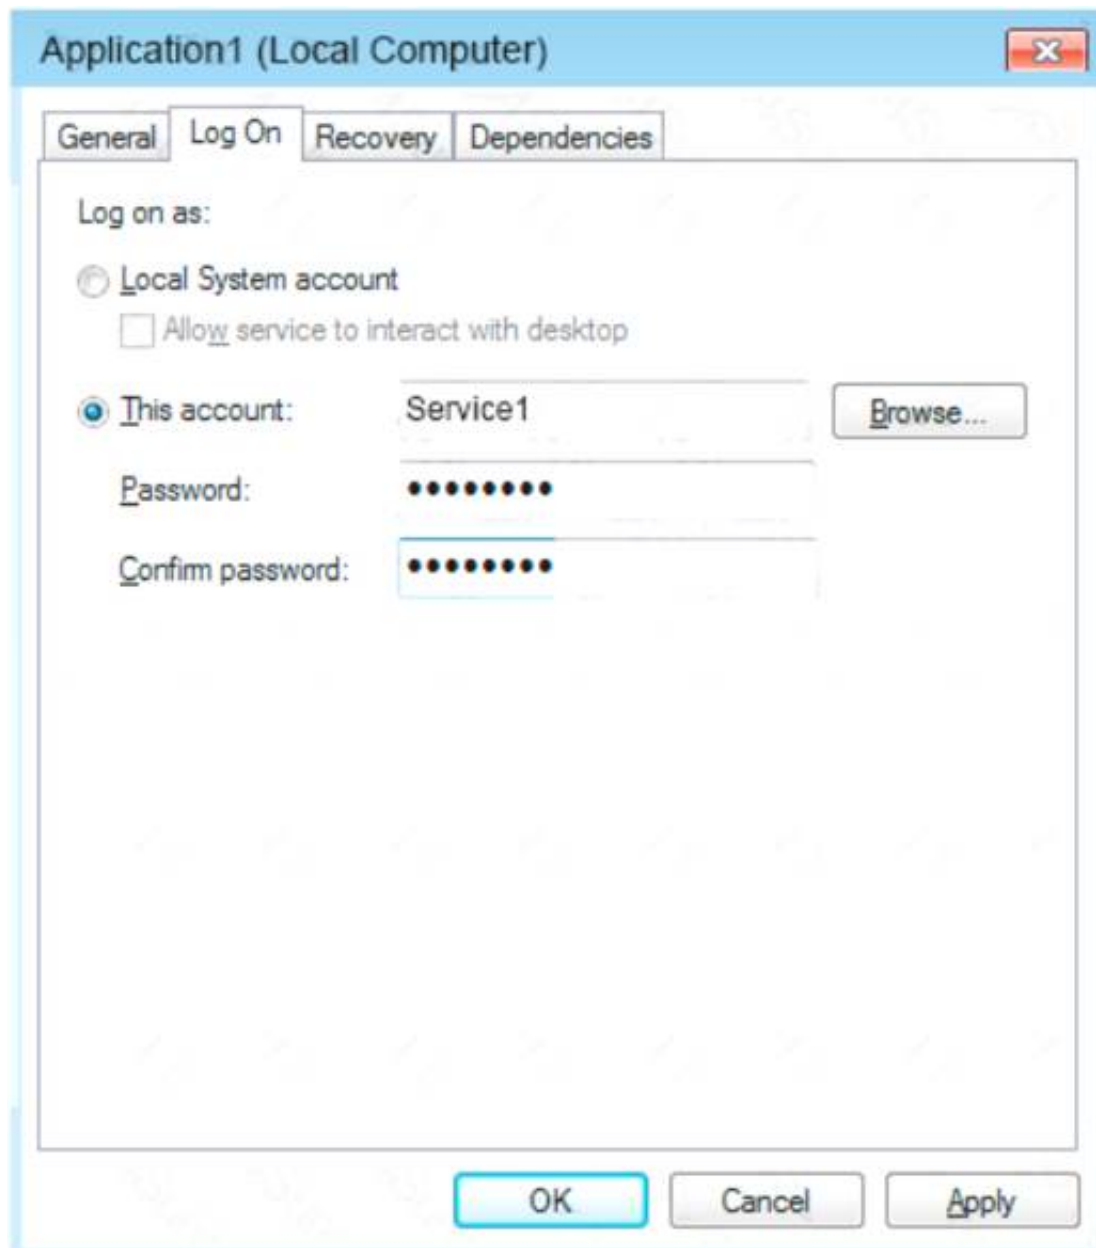 Application1 (Local Computer)
General Log On Recovery Dependencies
Log on as:
Local System account
Allow service to interact with desktop
This account: Service1 Browse...
Password: ••••••••
Confirm password: ••••••••
OK Cancel Apply